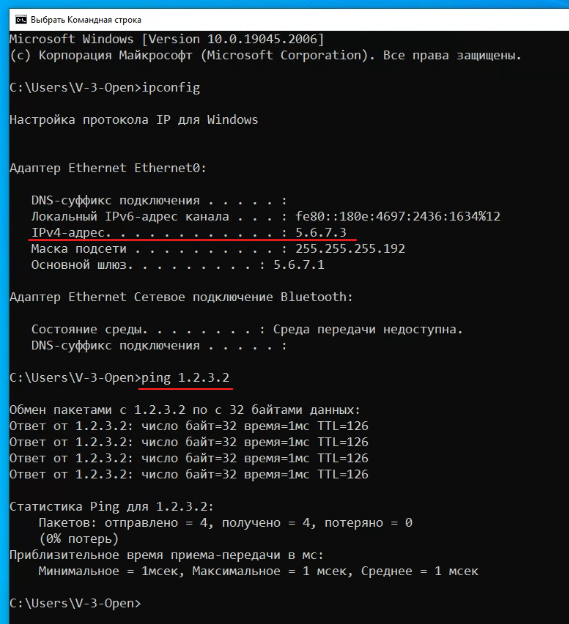 Выбрать Командная строка
Microsoft Windows [Version 10.0.19045.2006]
(c) Корпорация Майкрософт (Microsoft Corporation). Все права защищены.
C:\Users\V-3-Open>ipconfig
Настройка протокола IP для Windows
Адаптер Ethernet Ethernet0:
DNS-суффикс подключения . . . . . :
Локальный IPv6-адрес канала . . . : fe80::180e:4697:2436:1634%12
IPv4-адрес. . . . . . . . . . . . : 5.6.7.3
Маска подсети . . . . . . . . . . : 255.255.255.192
Основной шлюз. . . . . . . . . : 5.6.7.1
Адаптер Ethernet Сетевое подключение Bluetooth:
Состояние среды. . . . . . . . : Среда передачи недоступна.
DNS-суффикс подключения . . . . . :
C:\Users\V-3-Open>ping 1.2.3.2
Обмен пакетами с 1.2.3.2 по с 32 байтами данных:
Ответ от 1.2.3.2: число байт=32 время=1мс TTL=126
Ответ от 1.2.3.2: число байт=32 время=1мс TTL=126
Ответ от 1.2.3.2: число байт=32 время=1мс TTL=126
Ответ от 1.2.3.2: число байт=32 время=1мс TTL=126
Статистика Ping для 1.2.3.2:
Пакетов: отправлено = 4, получено = 4, потеряно = 0
(0% потерь)
Приблизительное время приема-передачи в мс:
Минимальное = 1мсек, Максимальное = 1 мсек, Среднее = 1 мсек
C:\Users\V-3-Open>